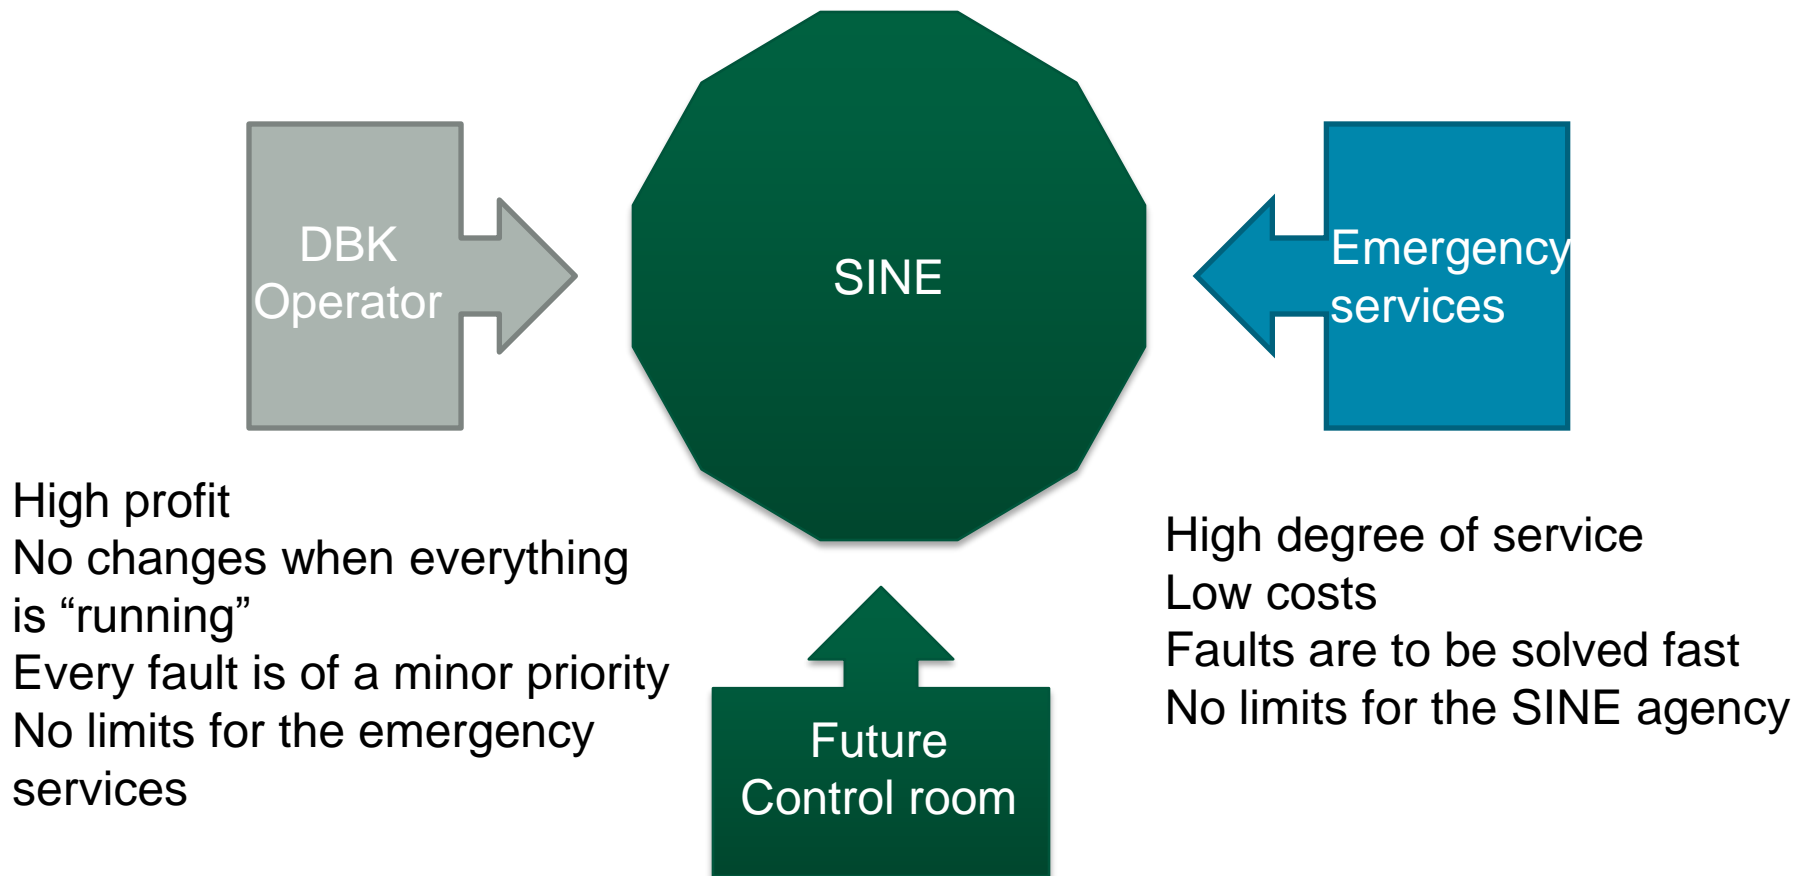 DBK
Operator
SINE
Emergency
services
High profit
No changes when everything
is “running”
Every fault is of a minor priority
No limits for the emergency
services
Future
Control room
High degree of service
Low costs
Faults are to be solved fast
No limits for the SINE agency